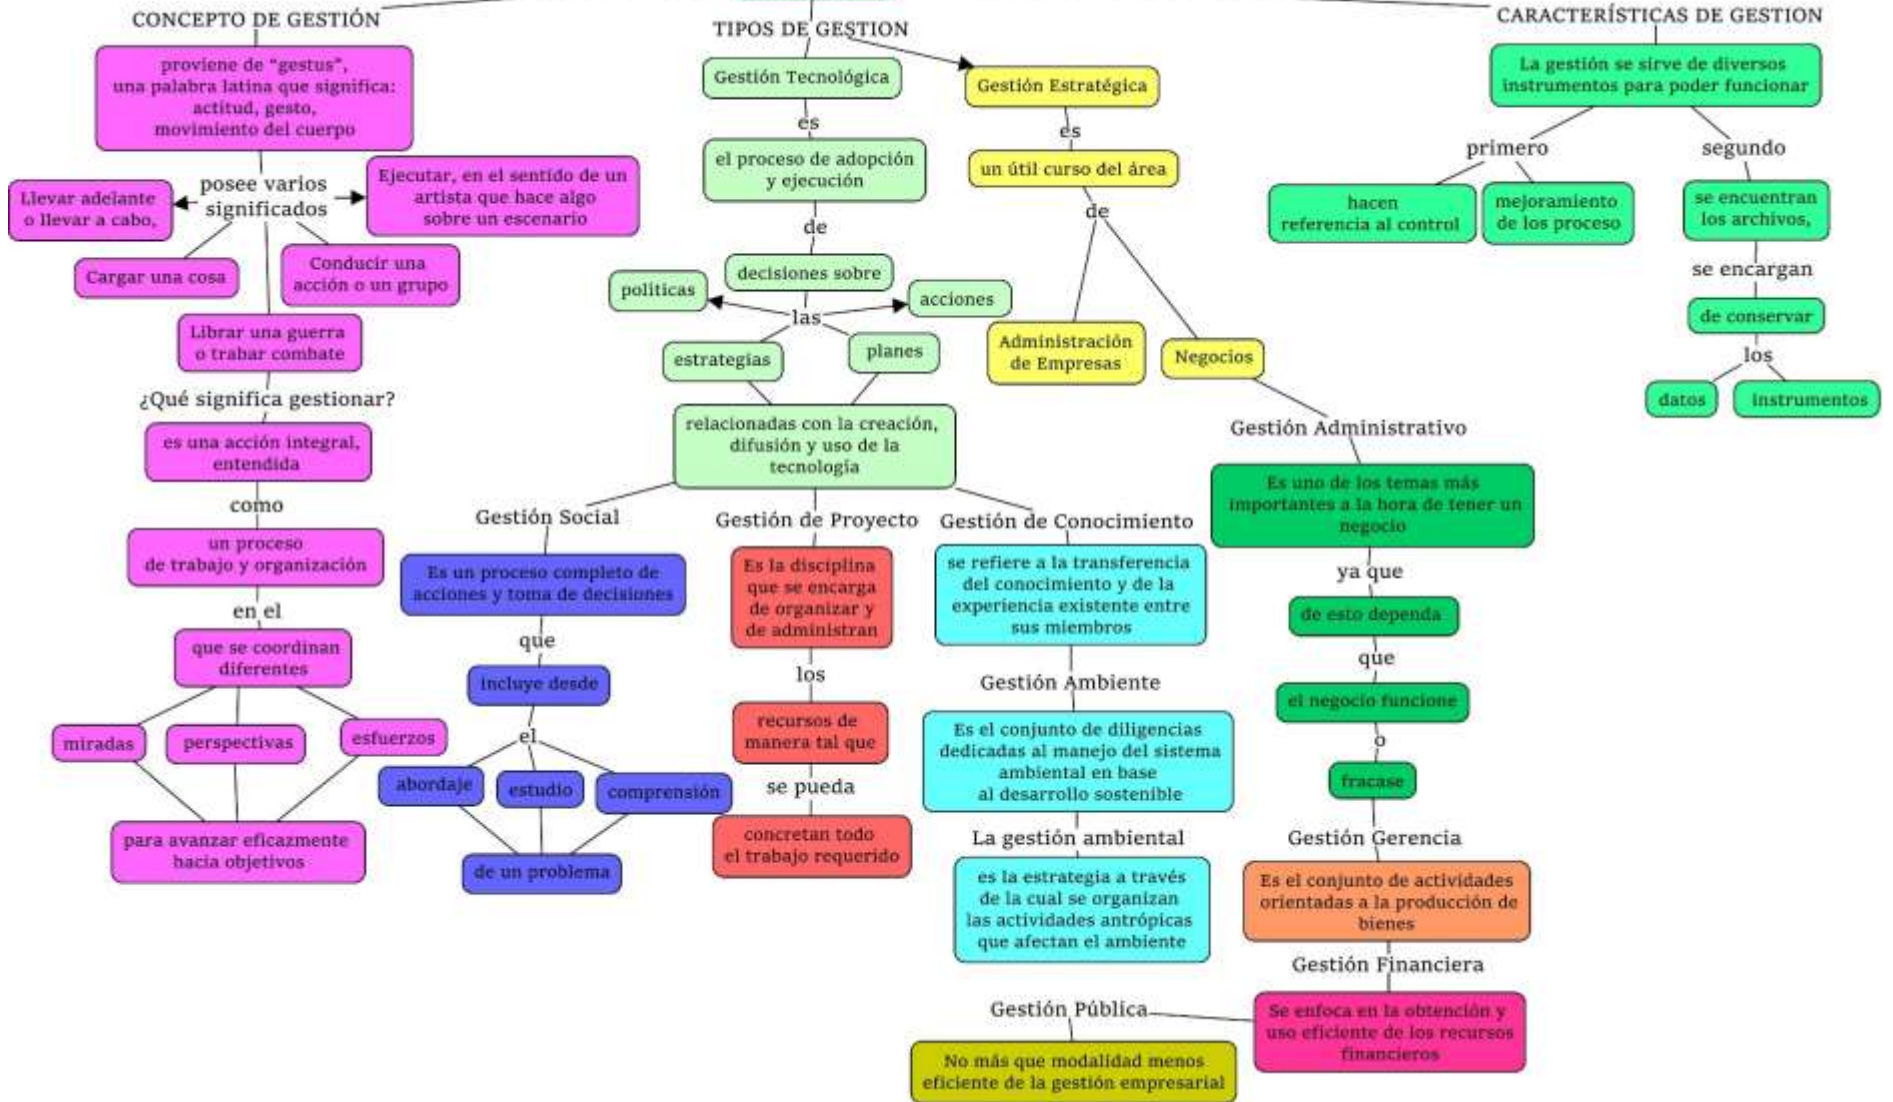 CONCEPTO DE GESTIÓN
proviene de “gestus”,
una palabra latina que significa:
actitud, gesto,
movimiento del cuerpo
posee varios
significados
Llevar adelante
o llevar a cabo,
Ejecutar, en el sentido de un
artista que hace algo
sobre un escenario
Cargar una cosa
Conducir una
acción o un grupo
Librar una guerra
o trabar combate
¿Qué significa gestionar?
es una acción integral,
entendida
como
un proceso
de trabajo y organización
en el
que se coordinan
diferentes
miradas
perspectivas
esfuerzos
para avanzar eficazmente
hacia objetivos
TIPOS DE GESTION
Gestión Tecnológica
es
el proceso de adopción
y ejecución
de
decisiones sobre
las
políticas
acciones
estrategias
planes
relacionadas con la creación,
difusión y uso de la
tecnología
Gestión Social
Es un proceso completo de
acciones y toma de decisiones
que
incluye desde
el
abordaje
estudio
comprensión
de un problema
Gestión de Proyecto
Es la disciplina
que se encarga
de organizar y
de administran
los
recursos de
manera tal que
se pueda
concretan todo
el trabajo requerido
Gestión de Conocimiento
se refiere a la transferencia
del conocimiento y de la
experiencia existente entre
sus miembros
Gestión Ambiente
Es el conjunto de diligencias
dedicadas al manejo del sistema
ambiental en base
al desarrollo sostenible
La gestión ambiental
es la estrategia a través
de la cual se organizan
las actividades antrópicas
que afectan el ambiente
Gestión Estratégica
es
un útil curso del área
de
Administración
de Empresas
Negocios
Gestión Administrativo
Es uno de los temas más
importantes a la hora de tener un
negocio
ya que
de esto dependa
que
el negocio funcione
o
fracase
Gestión Gerencia
Es el conjunto de actividades
orientadas a la producción de
bienes
Gestión Financiera
Se enfoca en la obtención y
uso eficiente de los recursos
financieros
Gestión Pública
No más que modalidad menos
eficiente de la gestión empresarial
CARACTERÍSTICAS DE GESTION
La gestión se sirve de diversos
instrumentos para poder funcionar
primero
hacen
referencia al control
mejoramiento
de los proceso
segundo
se encuentran
los archivos,
se encargan
de conservar
los
datos
instrumentos